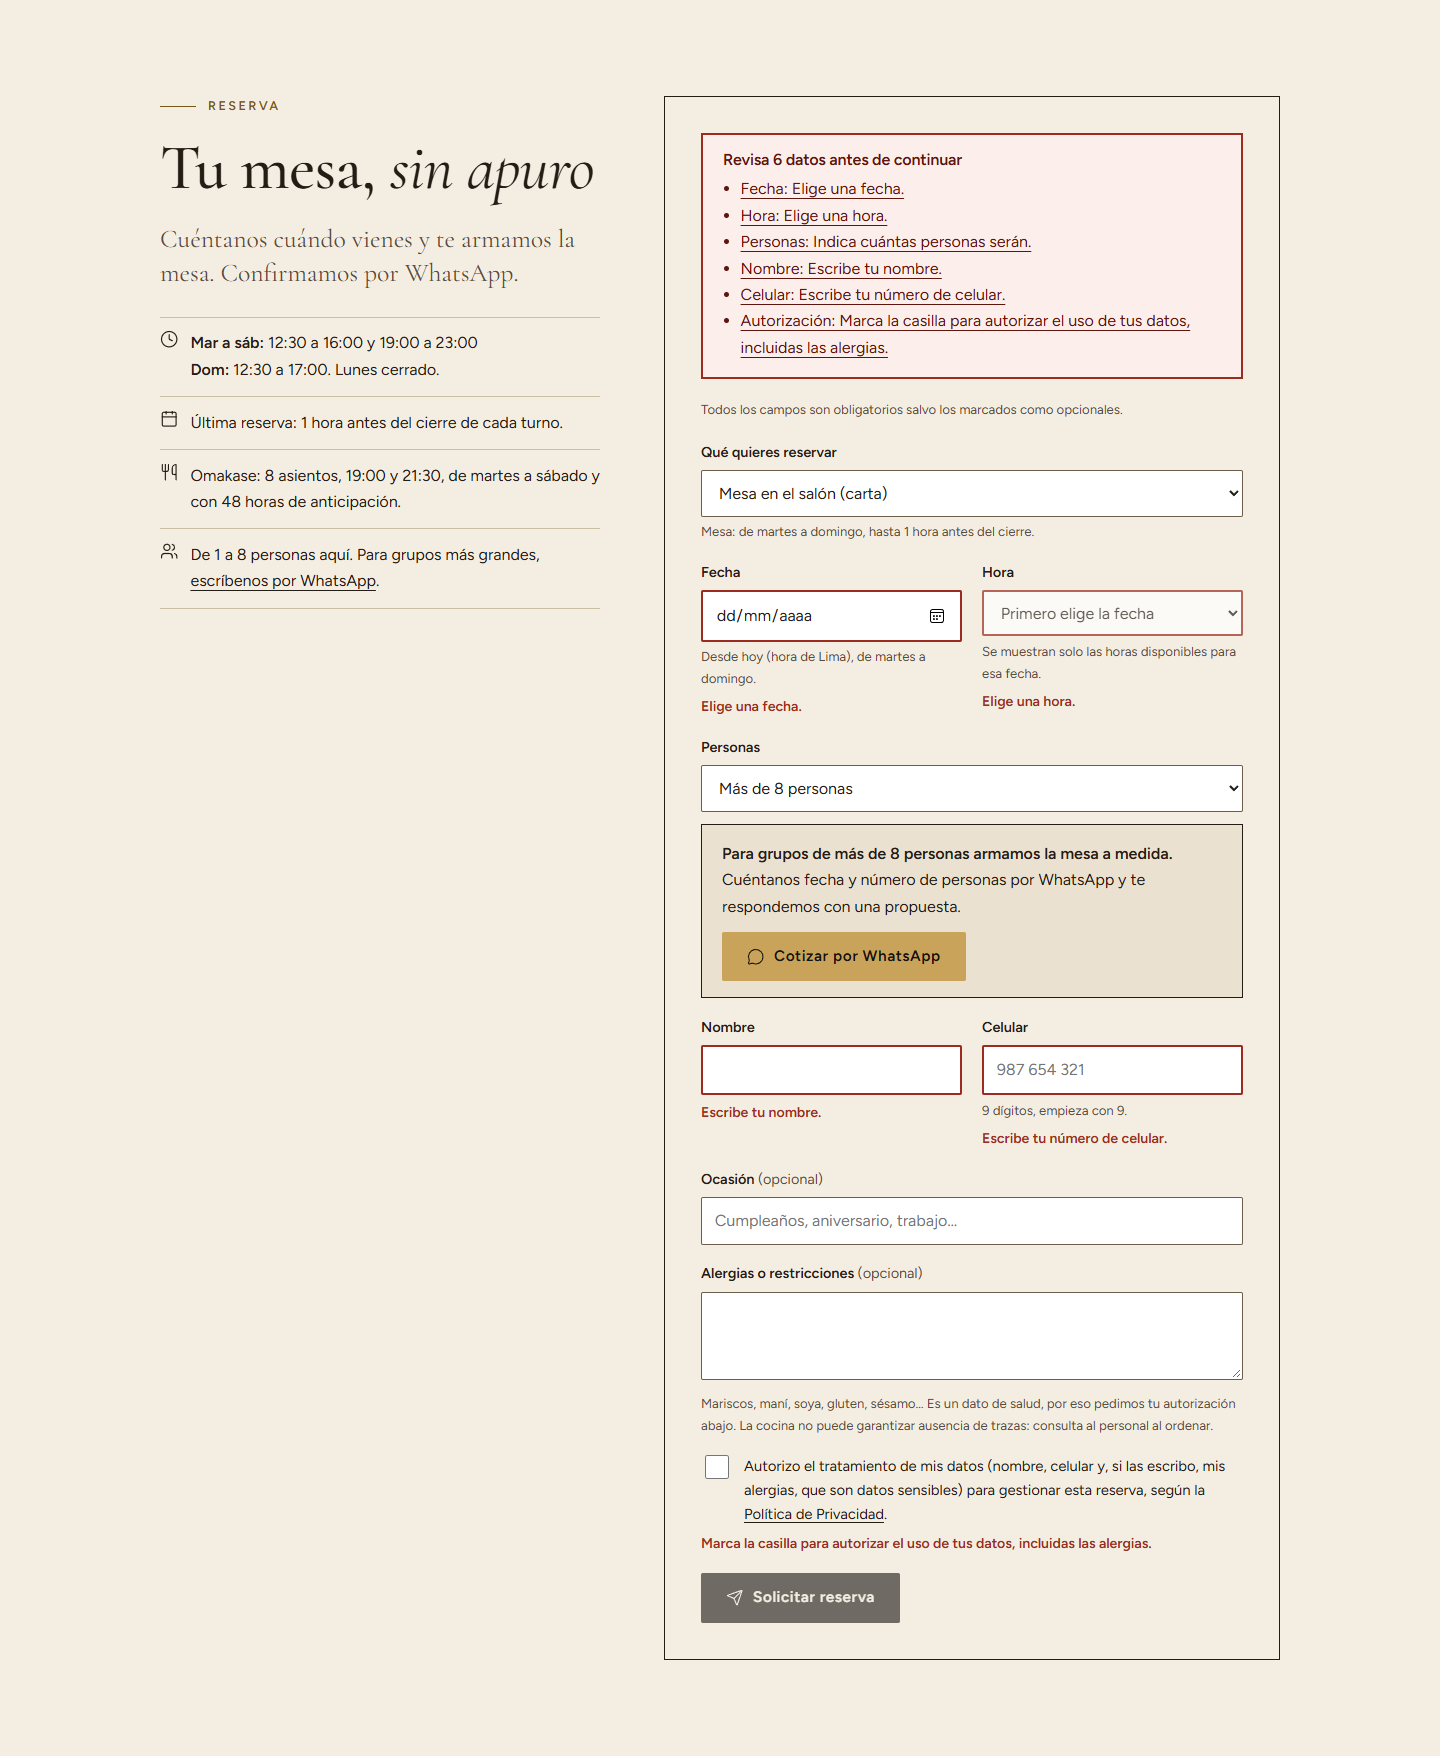 RESERVA
Tu mesa, sin apuro
Cuéntanos cuándo vienes y te armamos la
mesa. Confirmamos por WhatsApp.
Mar a sáb: 12:30 a 16:00 y 19:00 a 23:00
Dom: 12:30 a 17:00. Lunes cerrado.
Última reserva: 1 hora antes del cierre de cada turno.
Omakase: 8 asientos, 19:00 y 21:30, de martes a sábado y
con 48 horas de anticipación.
De 1 a 8 personas aquí. Para grupos más grandes,
escríbenos por WhatsApp.
Revisa 6 datos antes de continuar
• Fecha: Elige una fecha.
• Hora: Elige una hora.
• Personas: Indica cuántas personas serán.
• Nombre: Escribe tu nombre.
• Celular: Escribe tu número de celular.
• Autorización: Marca la casilla para autorizar el uso de tus datos,
incluidas las alergias.
Todos los campos son obligatorios salvo los marcados como opcionales.
Qué quieres reservar
Mesa en el salón (carta)
Mesa: de martes a domingo, hasta 1 hora antes del cierre.
Fecha
dd/mm/aaaa
Desde hoy (hora de Lima), de martes a
domingo.
Elige una fecha.
Hora
Primero elige la fecha
Se muestran solo las horas disponibles para
esa fecha.
Elige una hora.
Personas
Más de 8 personas
Para grupos de más de 8 personas armamos la mesa a medida.
Cuéntanos fecha y número de personas por WhatsApp y te
respondemos con una propuesta.
Cotizar por WhatsApp
Nombre
Escribe tu nombre.
Celular
987 654 321
9 dígitos, empieza con 9.
Escribe tu número de celular.
Ocasión (opcional)
Cumpleaños, aniversario, trabajo…
Alergias o restricciones (opcional)
Mariscos, maní, soya, gluten, sésamo… Es un dato de salud, por eso pedimos tu autorización
abajo. La cocina no puede garantizar ausencia de trazas: consulta al personal al ordenar.
Autorizo el tratamiento de mis datos (nombre, celular y, si las escribo, mis
alergias, que son datos sensibles) para gestionar esta reserva, según la
Política de Privacidad.
Marca la casilla para autorizar el uso de tus datos, incluidas las alergias.
Solicitar reserva